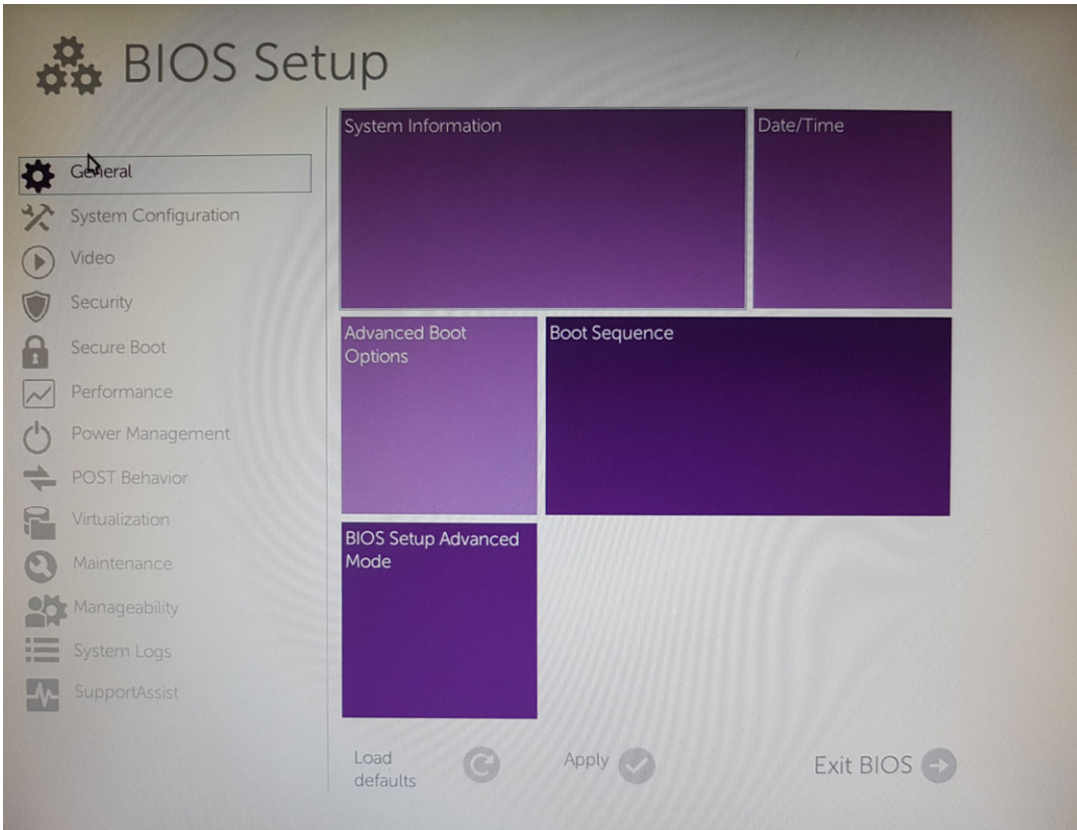 BIOS Setup
General
System Configuration
Video
Security
Secure Boot
Performance
Power Management
POST Behavior
Virtualization
Maintenance
Manageability
System Logs
SupportAssist
System Information
Date/Time
Advanced Boot
Options
Boot Sequence
BIOS Setup Advanced
Mode
Load
defaults
Apply
Exit BIOS